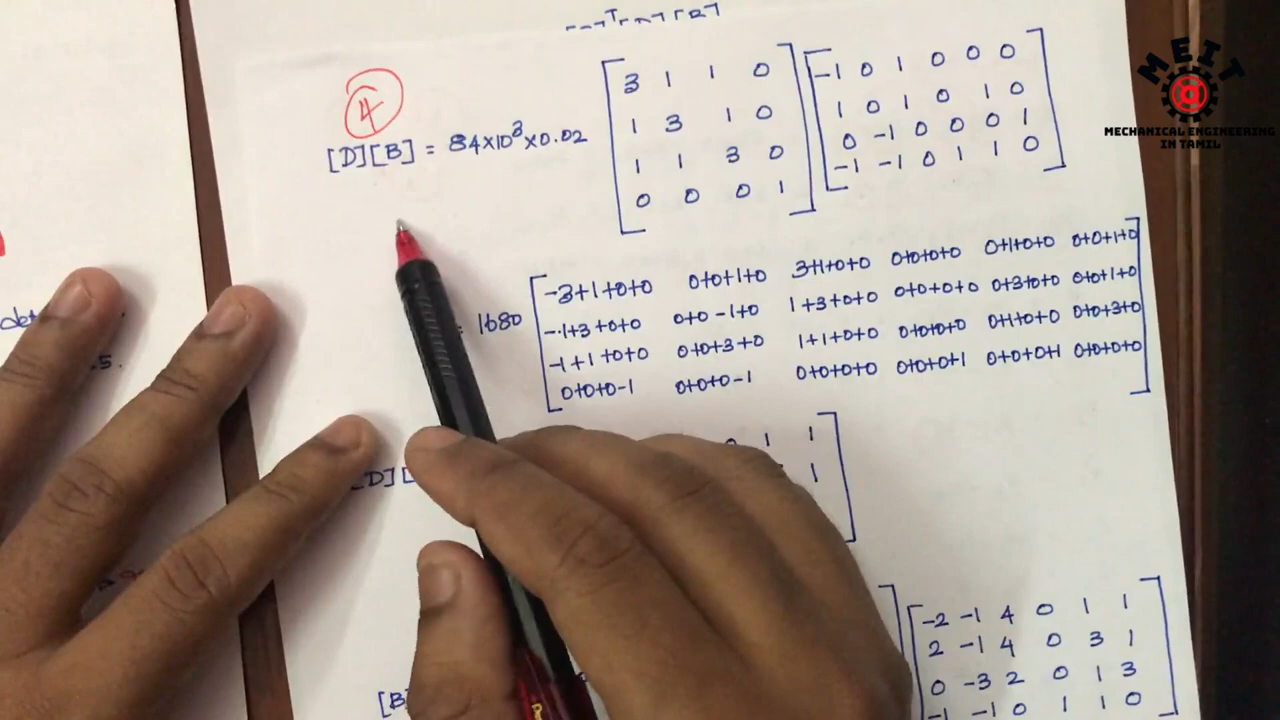 MEIT
MECHANICAL ENGINEERING
IN TAMIL
4
[D][B] = 84×10³×0.02
3 1 1 0
1 3 1 0
1 1 3 0
0 0 0 1
-1 0 1 0 0 0
1 0 1 0 1 0
0 -1 0 0 0 1
-1 -1 0 1 1 0
= 1680
-3+1+0+0 0+0+1+0 3+1+0+0 0+0+0+0 0+1+0+0 0+0+1+0
-1+3+0+0 0+0-1+0 1+3+0+0 0+0+0+0 0+3+0+0 0+0+1+0
-1+1+0+0 0+0+3+0 1+1+0+0 0+0+0+0 0+1+0+0 0+0+3+0
0+0+0-1 0+0+0-1 0+0+0+0 0+0+0+1 0+0+0+1 0+0+0+0
1 1
1
[D][
.5.
[B]
-2 -1 4 0 1 1
2 -1 4 0 3 1
0 -3 2 0 1 3
-1 -1 0 1 1 0